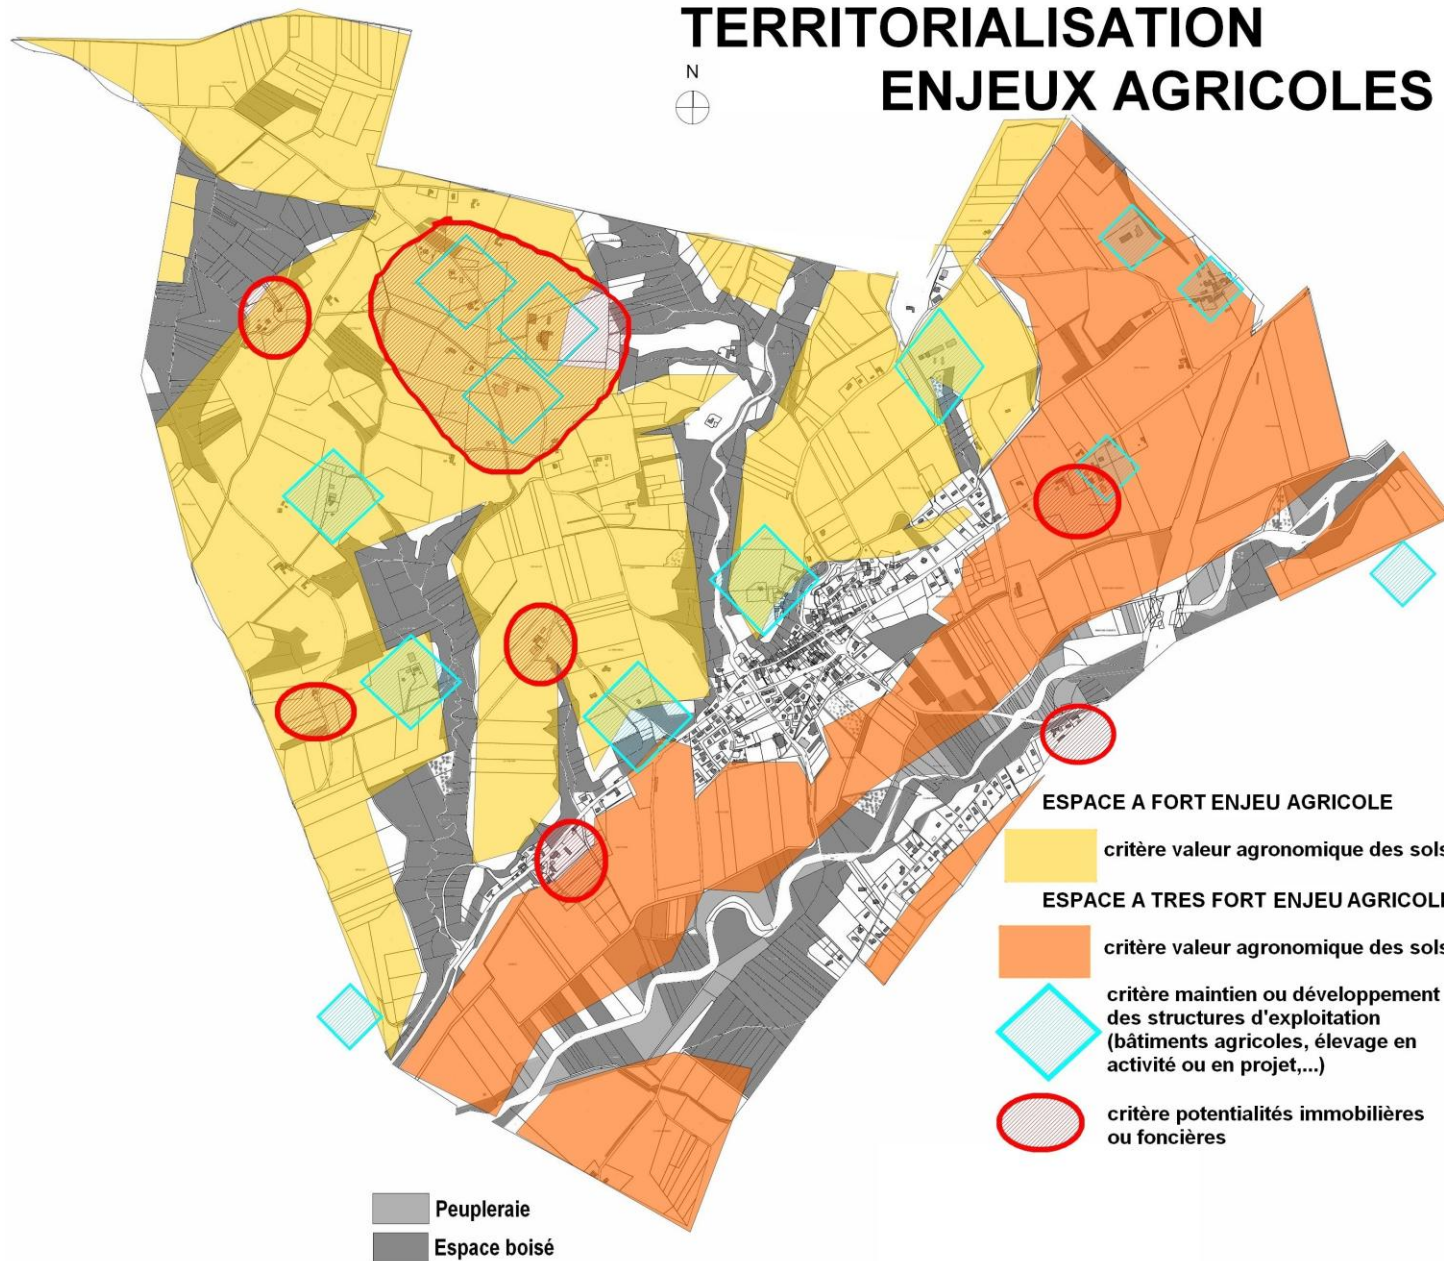 TERRITORIALISATION
ENJEUX AGRICOLES
N
ESPACE A FORT ENJEU AGRICOLE
critère valeur agronomique des sols
ESPACE A TRES FORT ENJEU AGRICOLE
critère valeur agronomique des sols
critère maintien ou développement
des structures d'exploitation
(bâtiments agricoles, élevage en
activité ou en projet,...)
critère potentialités immobilières
ou foncières
Peupleraie
Espace boisé